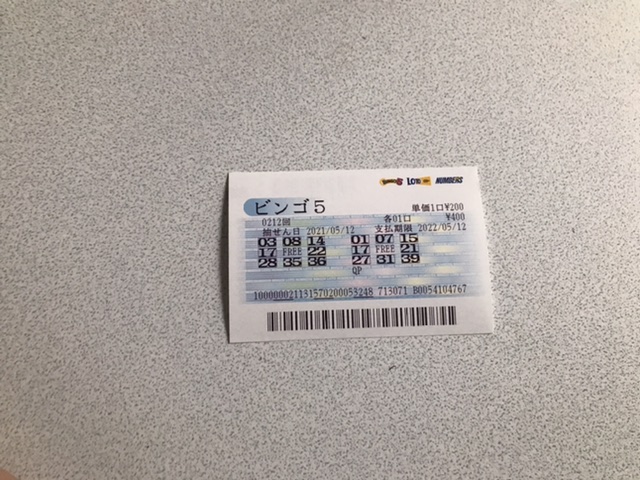 BINGO5 LOTO NUMBERS
ビンゴ5 単価1口¥200
0212回 各01口 ¥400
抽せん日 2021/05/12 支払期限 2022/05/12
03 08 14 01 07 15
17 FREE 22 17 FREE 21
28 35 36 27 31 39
QP
100000021131570200053248 713071 B0054104767